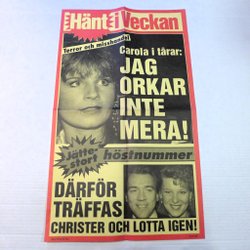 Hänt i Veckan
Terror och misshandel
Carola i tårar:
JAG
ORKAR
INTE
MERA!
Jätte-
stort
höstnummer
DÄRFÖR
TRÄFFAS
CHRISTER OCH LOTTA IGEN!